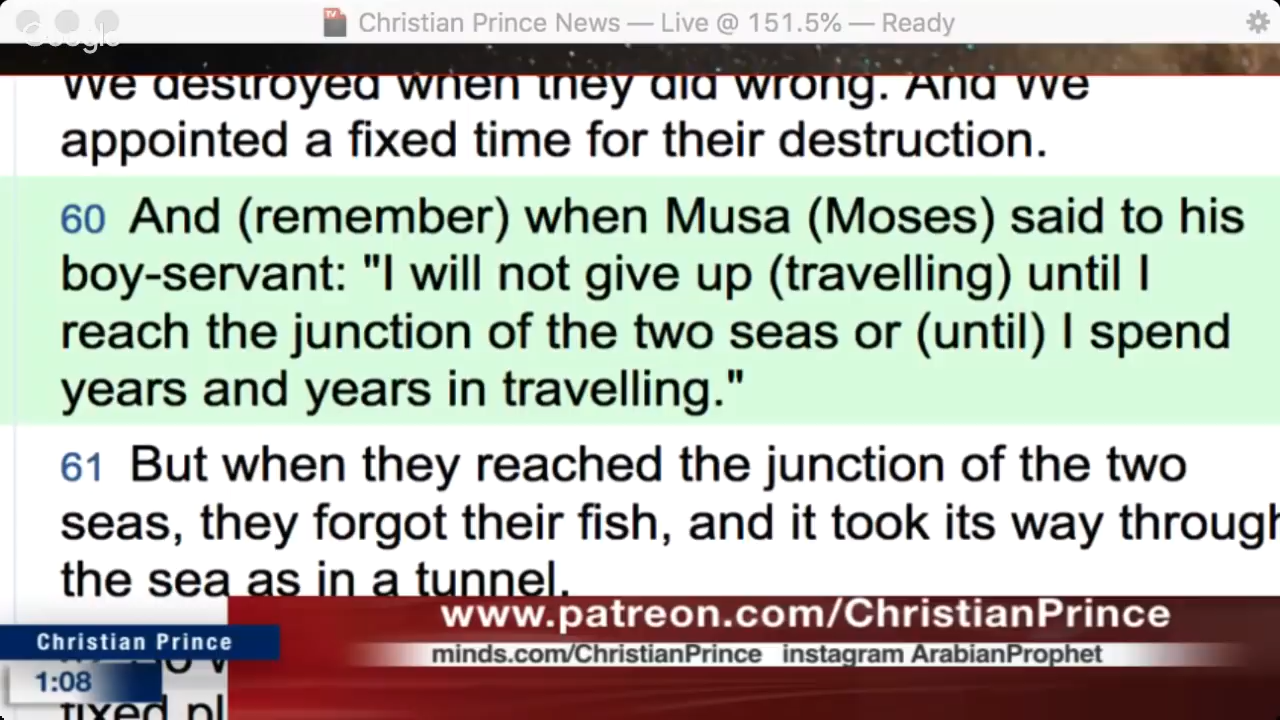 Christian Prince News — Live @ 151.5% — Ready
Google
We destroyed when they did wrong. And We
appointed a fixed time for their destruction.
60 And (remember) when Musa (Moses) said to his
boy-servant: "I will not give up (travelling) until I
reach the junction of the two seas or (until) I spend
years and years in travelling."
61 But when they reached the junction of the two
seas, they forgot their fish, and it took its way through
the sea as in a tunnel.
www.patreon.com/ChristianPrince
Christian Prince
minds.com/ChristianPrince instagram ArabianProphet
1:08
fixed pl